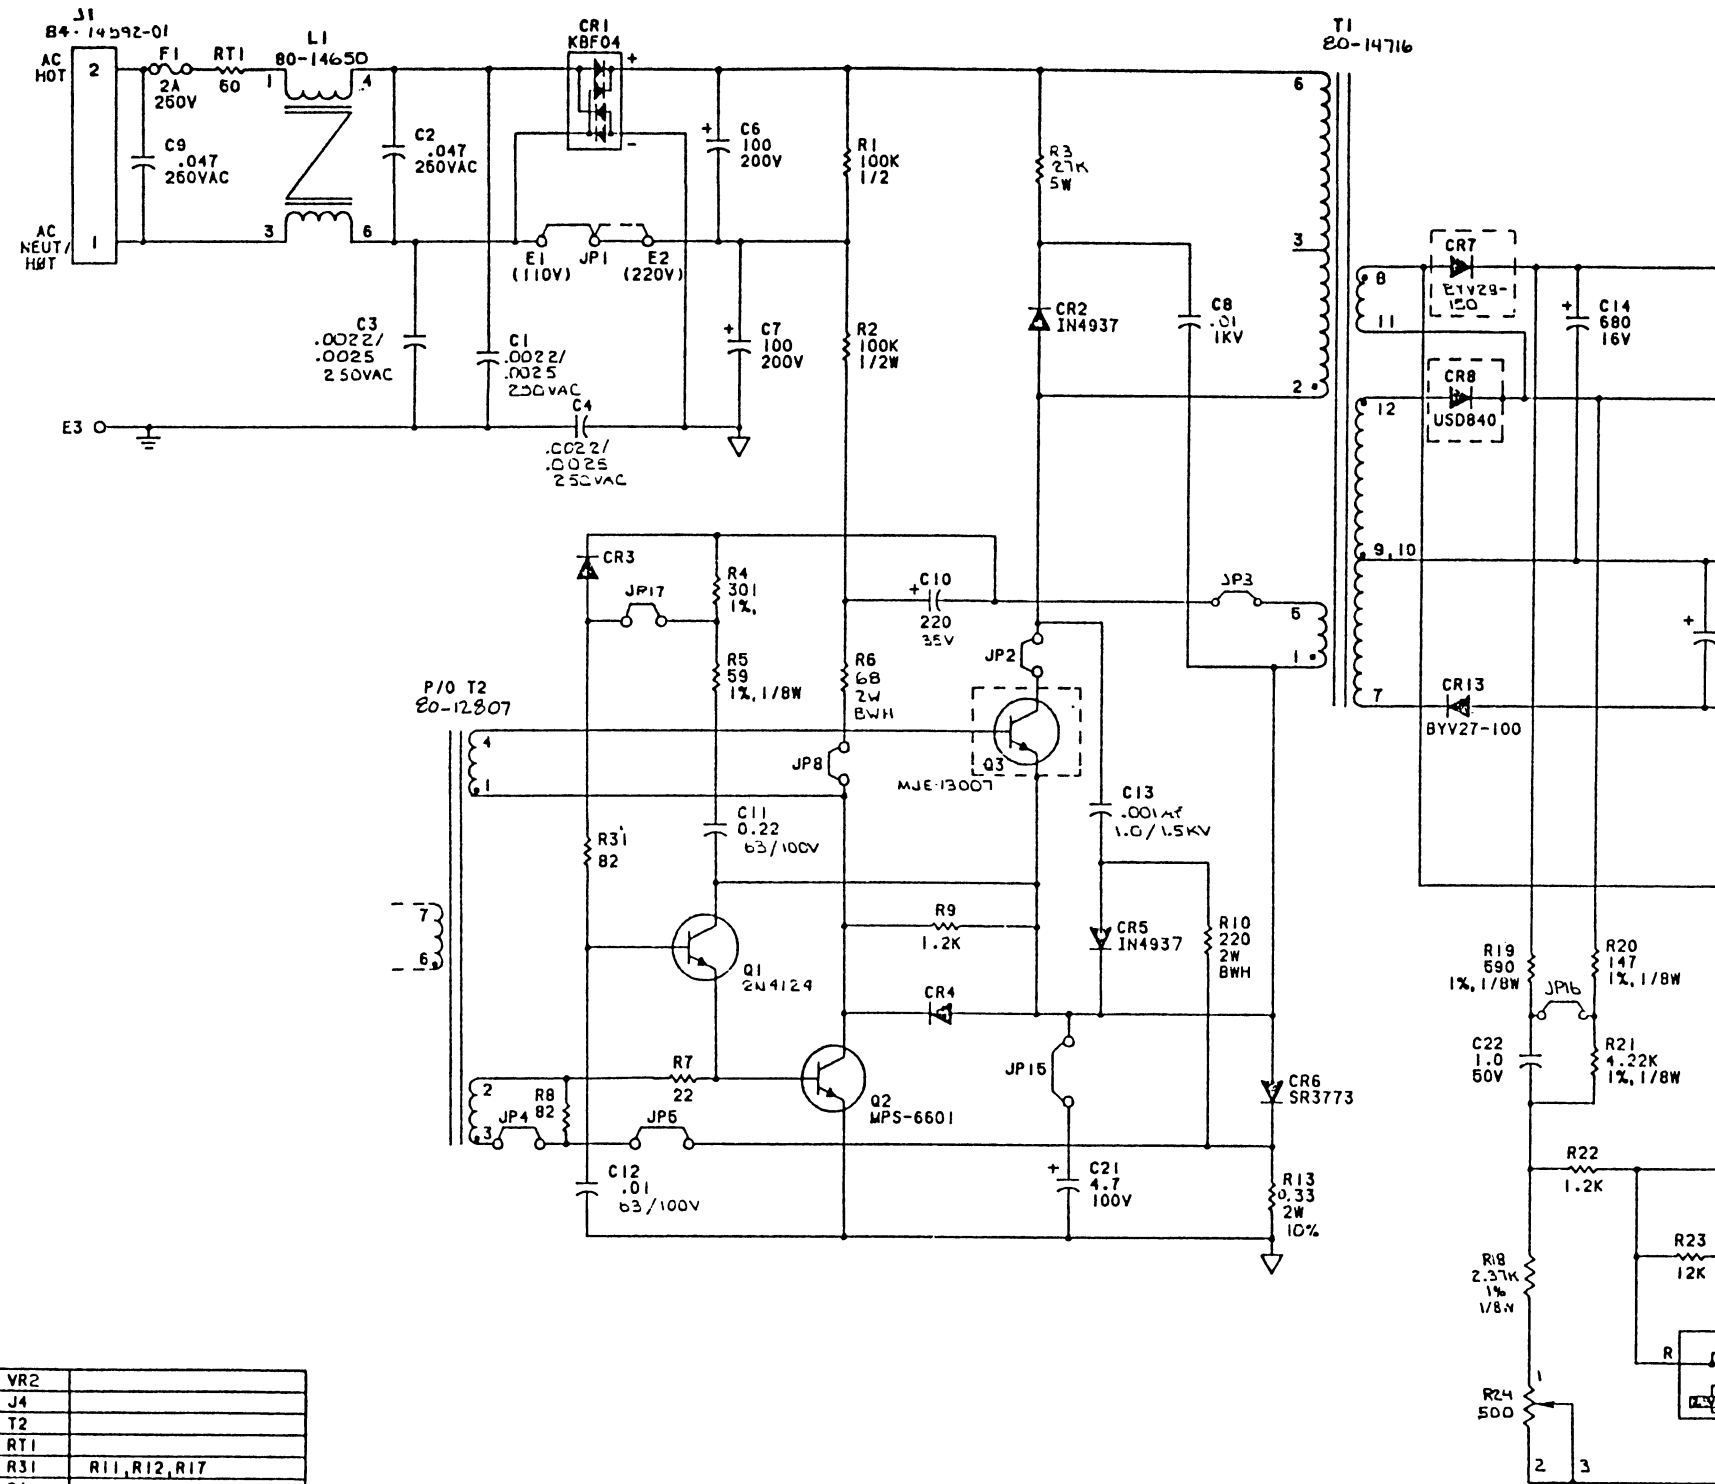 J1
84-14592-01
AC
HOT
2
F1
2A
250V
RT1
60
L1
80-14650
1
4
C9
.047
250VAC
AC
NEUT/
HØT
1
3
6
C2
.047
250VAC
CR1
KBF04
+
-
C6
+
100
200V
R1
100K
1/2
E1
(110V)
JP1
E2
(220V)
C3
.0022/
.0025
250VAC
C1
.0022/
.0025
250VAC
C4
.0022/
.0025
250VAC
E3
C7
+
100
200V
R2
100K
1/2W
R3
27K
5W
CR2
IN4937
C8
.01
1KV
T1
80-14716
6
3
2
5
1
8
11
12
9,10
7
CR7
BYV29-
150
C14
+
680
16V
CR8
USD840
+
CR13
BYV27-100
CR3
JP17
R4
301
1%,
R5
59
1%,1/8W
C10
+
220
35V
JP3
R6
68
2W
BWH
JP2
P/O T2
80-12807
4
1
7
6
2
3
JP8
Q3
MJE-13007
C11
0.22
63/100V
R31
82
C13
.001
1.0/1.5KV
R9
1.2K
CR5
IN4937
R10
220
2W
BWH
Q1
2N4124
CR4
R7
22
Q2
MPS-6601
JP15
CR6
SR3773
R8
82
JP4
JP5
C12
.01
63/100V
C21
+
4.7
100V
R13
0.33
2W
10%
R19
590
1%,1/8W
R20
147
1%,1/8W
JP16
C22
1.0
50V
R21
4.22K
1%,1/8W
R22
1.2K
R23
12K
R18
2.37K
1%
1/8W
R
R24
500
1
2
3
VR2
J4
T2
RT1
R31 R11,R12,R17